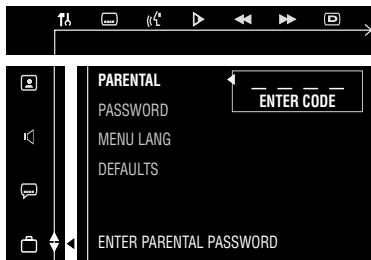 PARENTAL
ENTER CODE
PASSWORD
MENU LANG
DEFAULTS
ENTER PARENTAL PASSWORD